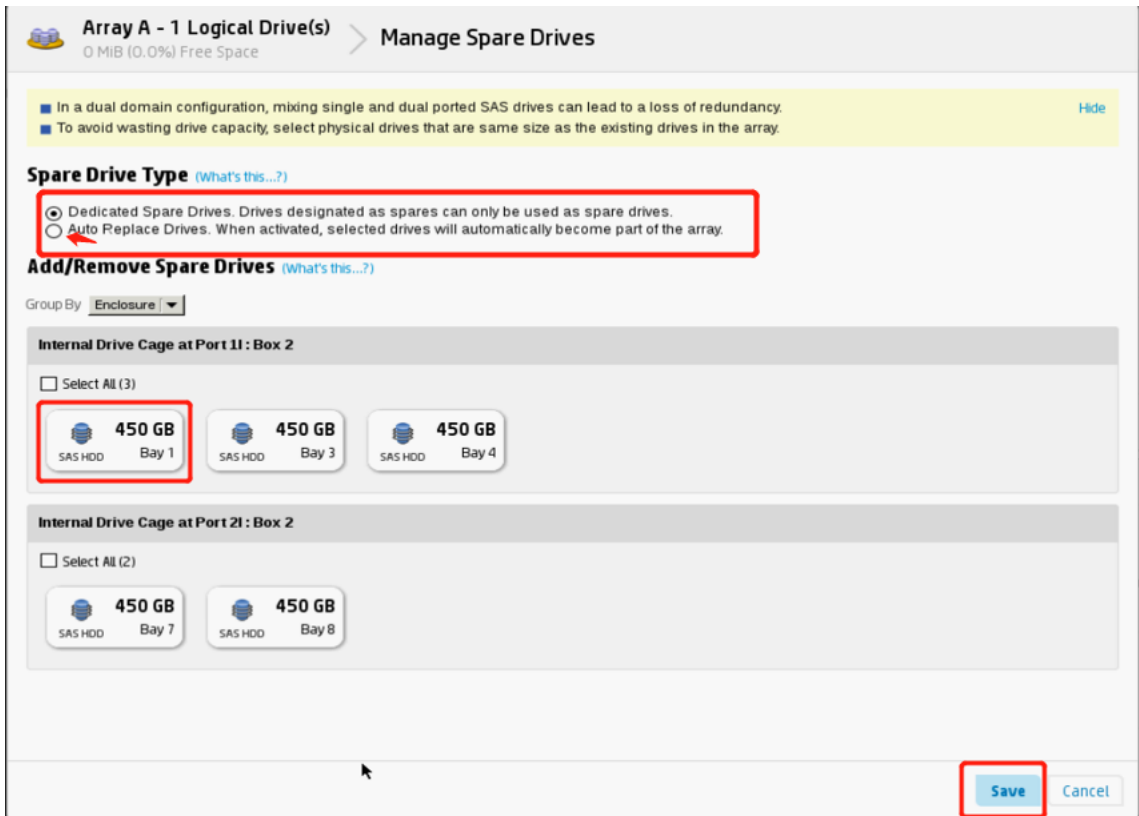 Array A - 1 Logical Drive(s)
0 MiB (0.0%) Free Space
Manage Spare Drives
In a dual domain configuration, mixing single and dual ported SAS drives can lead to a loss of redundancy.
Hide
To avoid wasting drive capacity, select physical drives that are same size as the existing drives in the array.
Spare Drive Type (What's this...?)
Dedicated Spare Drives. Drives designated as spares can only be used as spare drives.
Auto Replace Drives. When activated, selected drives will automatically become part of the array.
Add/Remove Spare Drives (What's this...?)
Group By Enclosure
Internal Drive Cage at Port 1I : Box 2
Select All (3)
450 GB
SAS HDD Bay 1
450 GB
SAS HDD Bay 3
450 GB
SAS HDD Bay 4
Internal Drive Cage at Port 2I : Box 2
Select All (2)
450 GB
SAS HDD Bay 7
450 GB
SAS HDD Bay 8
Save
Cancel